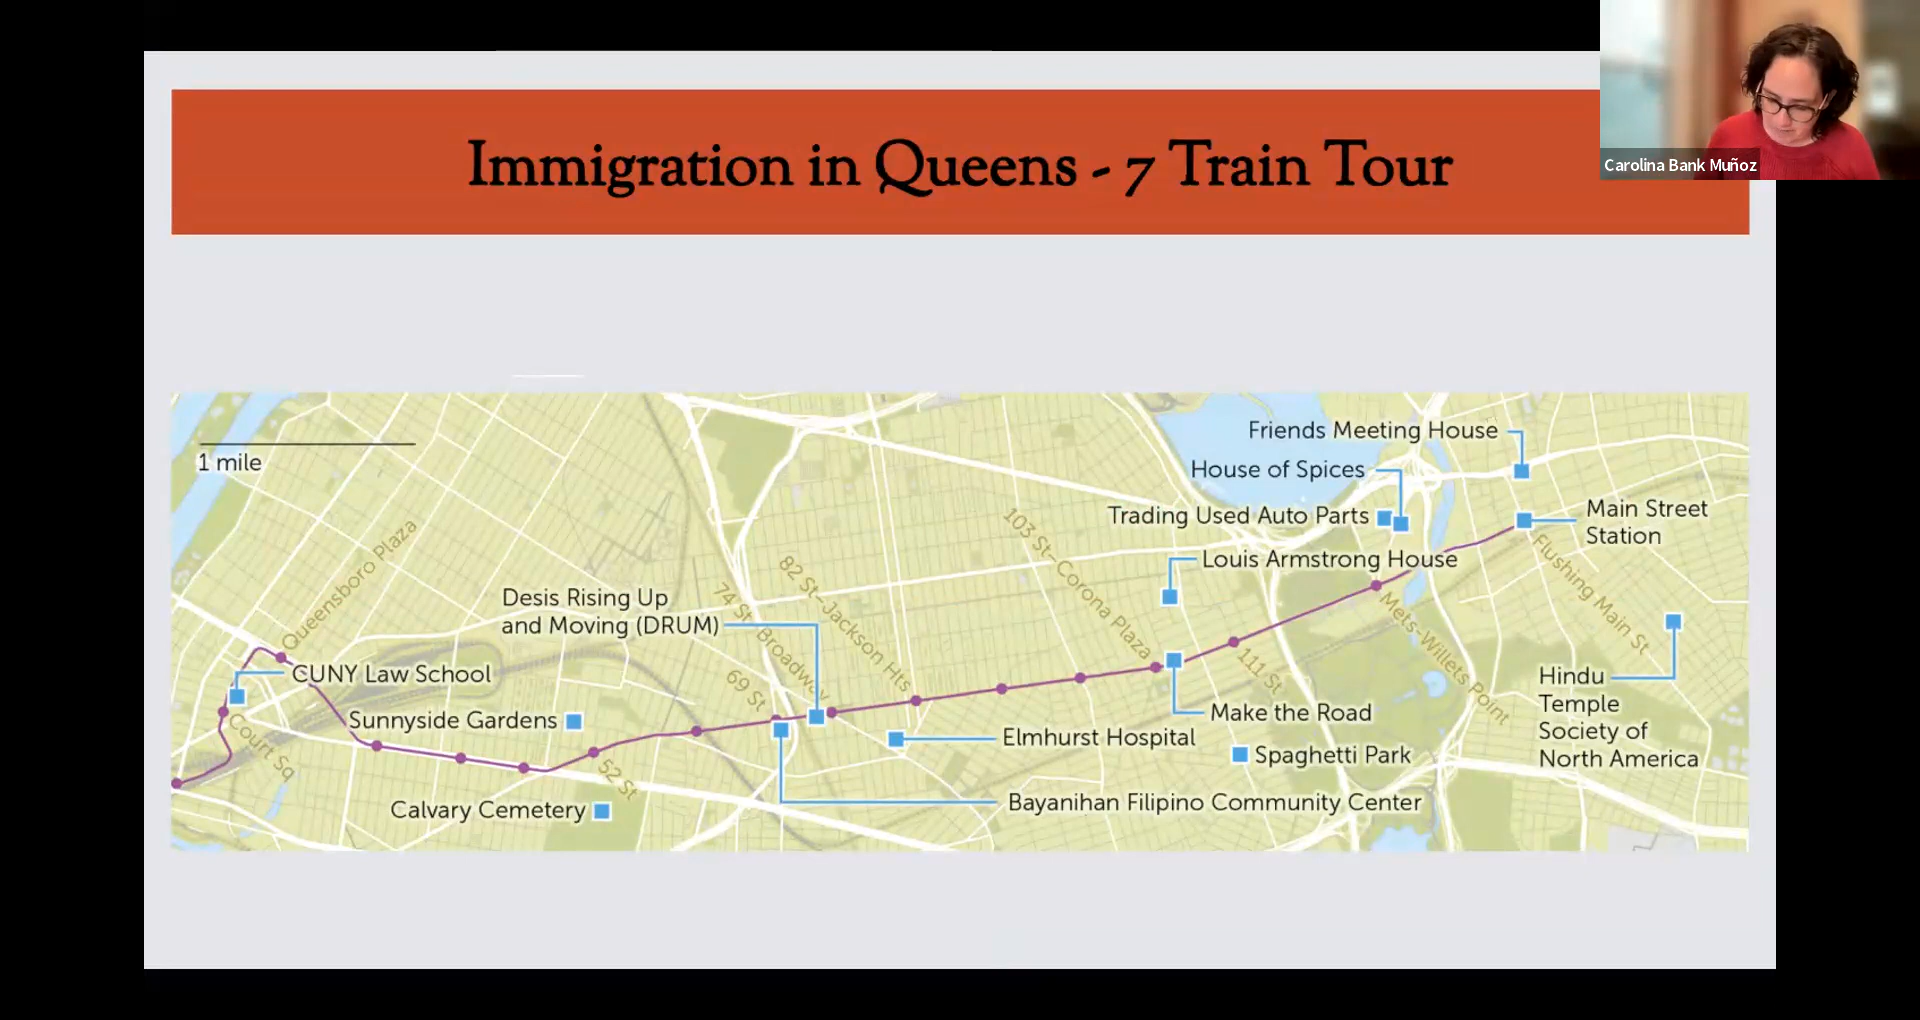 Carolina Bank Muñoz
Immigration in Queens - 7 Train Tour
1 mile
Queensboro Plaza
CUNY Law School
Court Sq
Sunnyside Gardens
52 St
Calvary Cemetery
Desis Rising Up
and Moving (DRUM)
69 St
74 St–Broadway
82 St–Jackson Hts
Elmhurst Hospital
Bayanihan Filipino Community Center
103 St–Corona Plaza
Louis Armstrong House
Make the Road
111 St
Spaghetti Park
Friends Meeting House
House of Spices
Trading Used Auto Parts
Mets-Willets Point
Main Street
Station
Flushing Main St
Hindu
Temple
Society of
North America